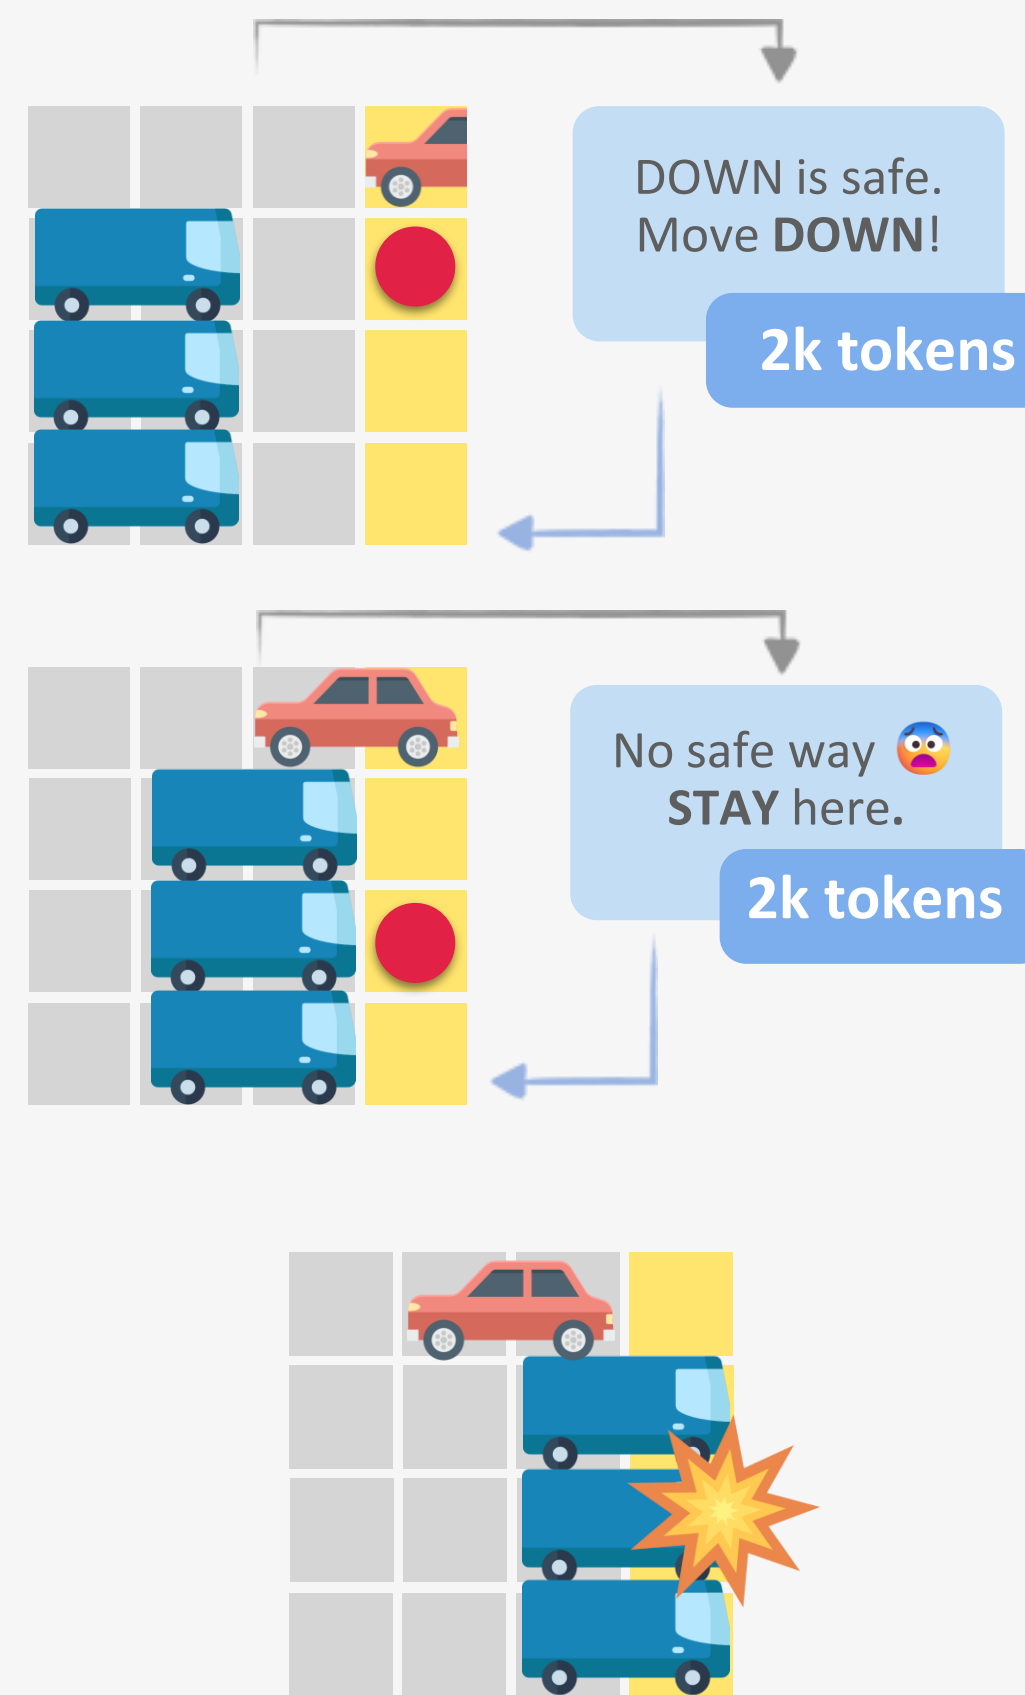 DOWN is safe.
Move DOWN!
2k tokens
No safe way 😨
STAY here.
2k tokens